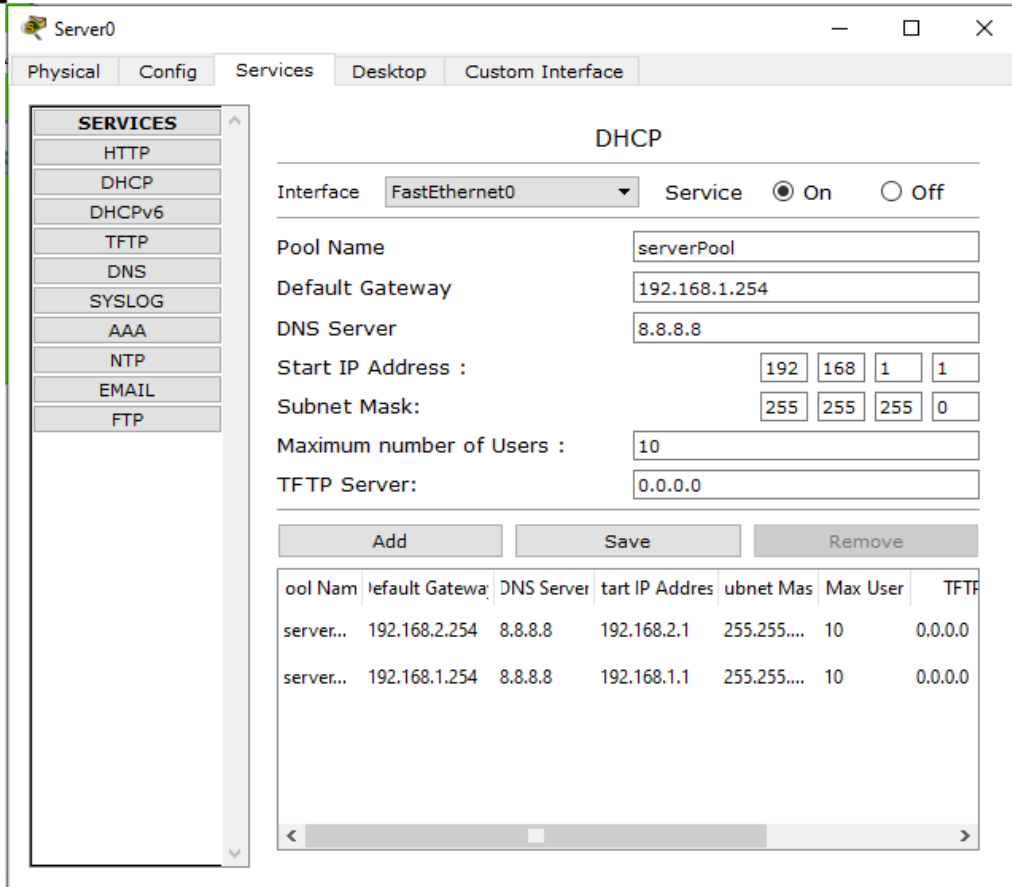 Server0
Physical Config Services Desktop Custom Interface
SERVICES
HTTP
DHCP
DHCPv6
TFTP
DNS
SYSLOG
AAA
NTP
EMAIL
FTP
DHCP
Interface FastEthernet0 Service On Off
Pool Name serverPool
Default Gateway 192.168.1.254
DNS Server 8.8.8.8
Start IP Address : 192 168 1 1
Subnet Mask: 255 255 255 0
Maximum number of Users : 10
TFTP Server: 0.0.0.0
Add Save Remove
ool Nam efault Gatewa DNS Server tart IP Addres ubnet Mas Max User TFTP
server... 192.168.2.254 8.8.8.8 192.168.2.1 255.255.... 10 0.0.0.0
server... 192.168.1.254 8.8.8.8 192.168.1.1 255.255.... 10 0.0.0.0